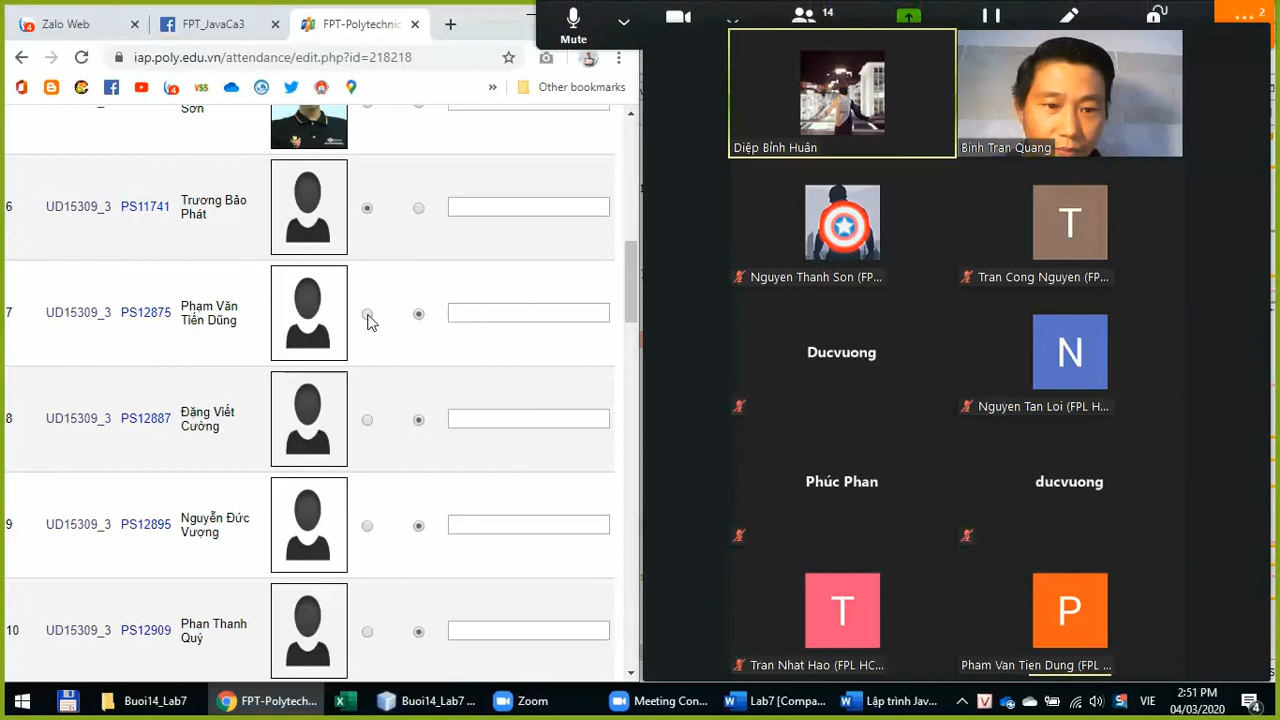 Zalo Web
FPT_JavaCa3
FPT-Polytechnic
iap.poly.edu.vn/attendance/edit.php?id=218218
VSS
Other bookmarks
Sơn
6 UD15309_3 PS11741 Trương Bảo
Phát
7 UD15309_3 PS12875 Phạm Văn
Tiến Dũng
8 UD15309_3 PS12887 Đặng Viết
Cường
9 UD15309_3 PS12895 Nguyễn Đức
Vượng
10 UD15309_3 PS12909 Phan Thanh
Quý
Mute
14
... 2
Diệp Bỉnh Huân
Binh Tran Quang
T
Nguyen Thanh Son (FP...
Tran Cong Nguyen (FP...
Ducvuong
N
Nguyen Tan Loi (FPL H...
Phúc Phan
ducvuong
T
P
Tran Nhat Hao (FPL HC...
Pham Van Tien Dung (FPL ...
Buoi14_Lab7
FPT-Polytech...
Buoi14_Lab7 ...
Zoom
Meeting Con...
Lab7 [Compa...
Lập trình Jav...
VIE
2:51 PM
04/03/2020
4